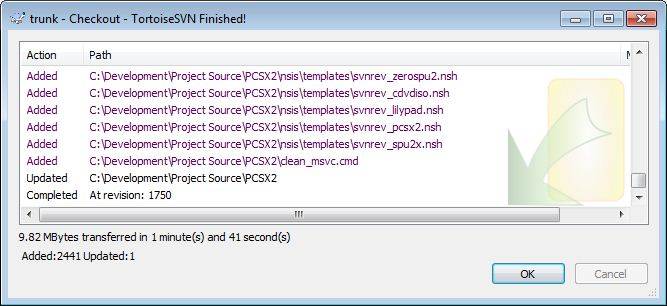 trunk - Checkout - TortoiseSVN Finished!
Action Path
Added C:\Development\Project Source\PCSX2\nsis\templates\svnrev_zerospu2.nsh
Added C:\Development\Project Source\PCSX2\nsis\templates\svnrev_cdvdiso.nsh
Added C:\Development\Project Source\PCSX2\nsis\templates\svnrev_lilypad.nsh
Added C:\Development\Project Source\PCSX2\nsis\templates\svnrev_pcsx2.nsh
Added C:\Development\Project Source\PCSX2\nsis\templates\svnrev_spu2x.nsh
Added C:\Development\Project Source\PCSX2\clean_msvc.cmd
Updated C:\Development\Project Source\PCSX2
Completed At revision: 1750
9.82 MBytes transferred in 1 minute(s) and 41 second(s)
Added:2441 Updated:1
OK Cancel